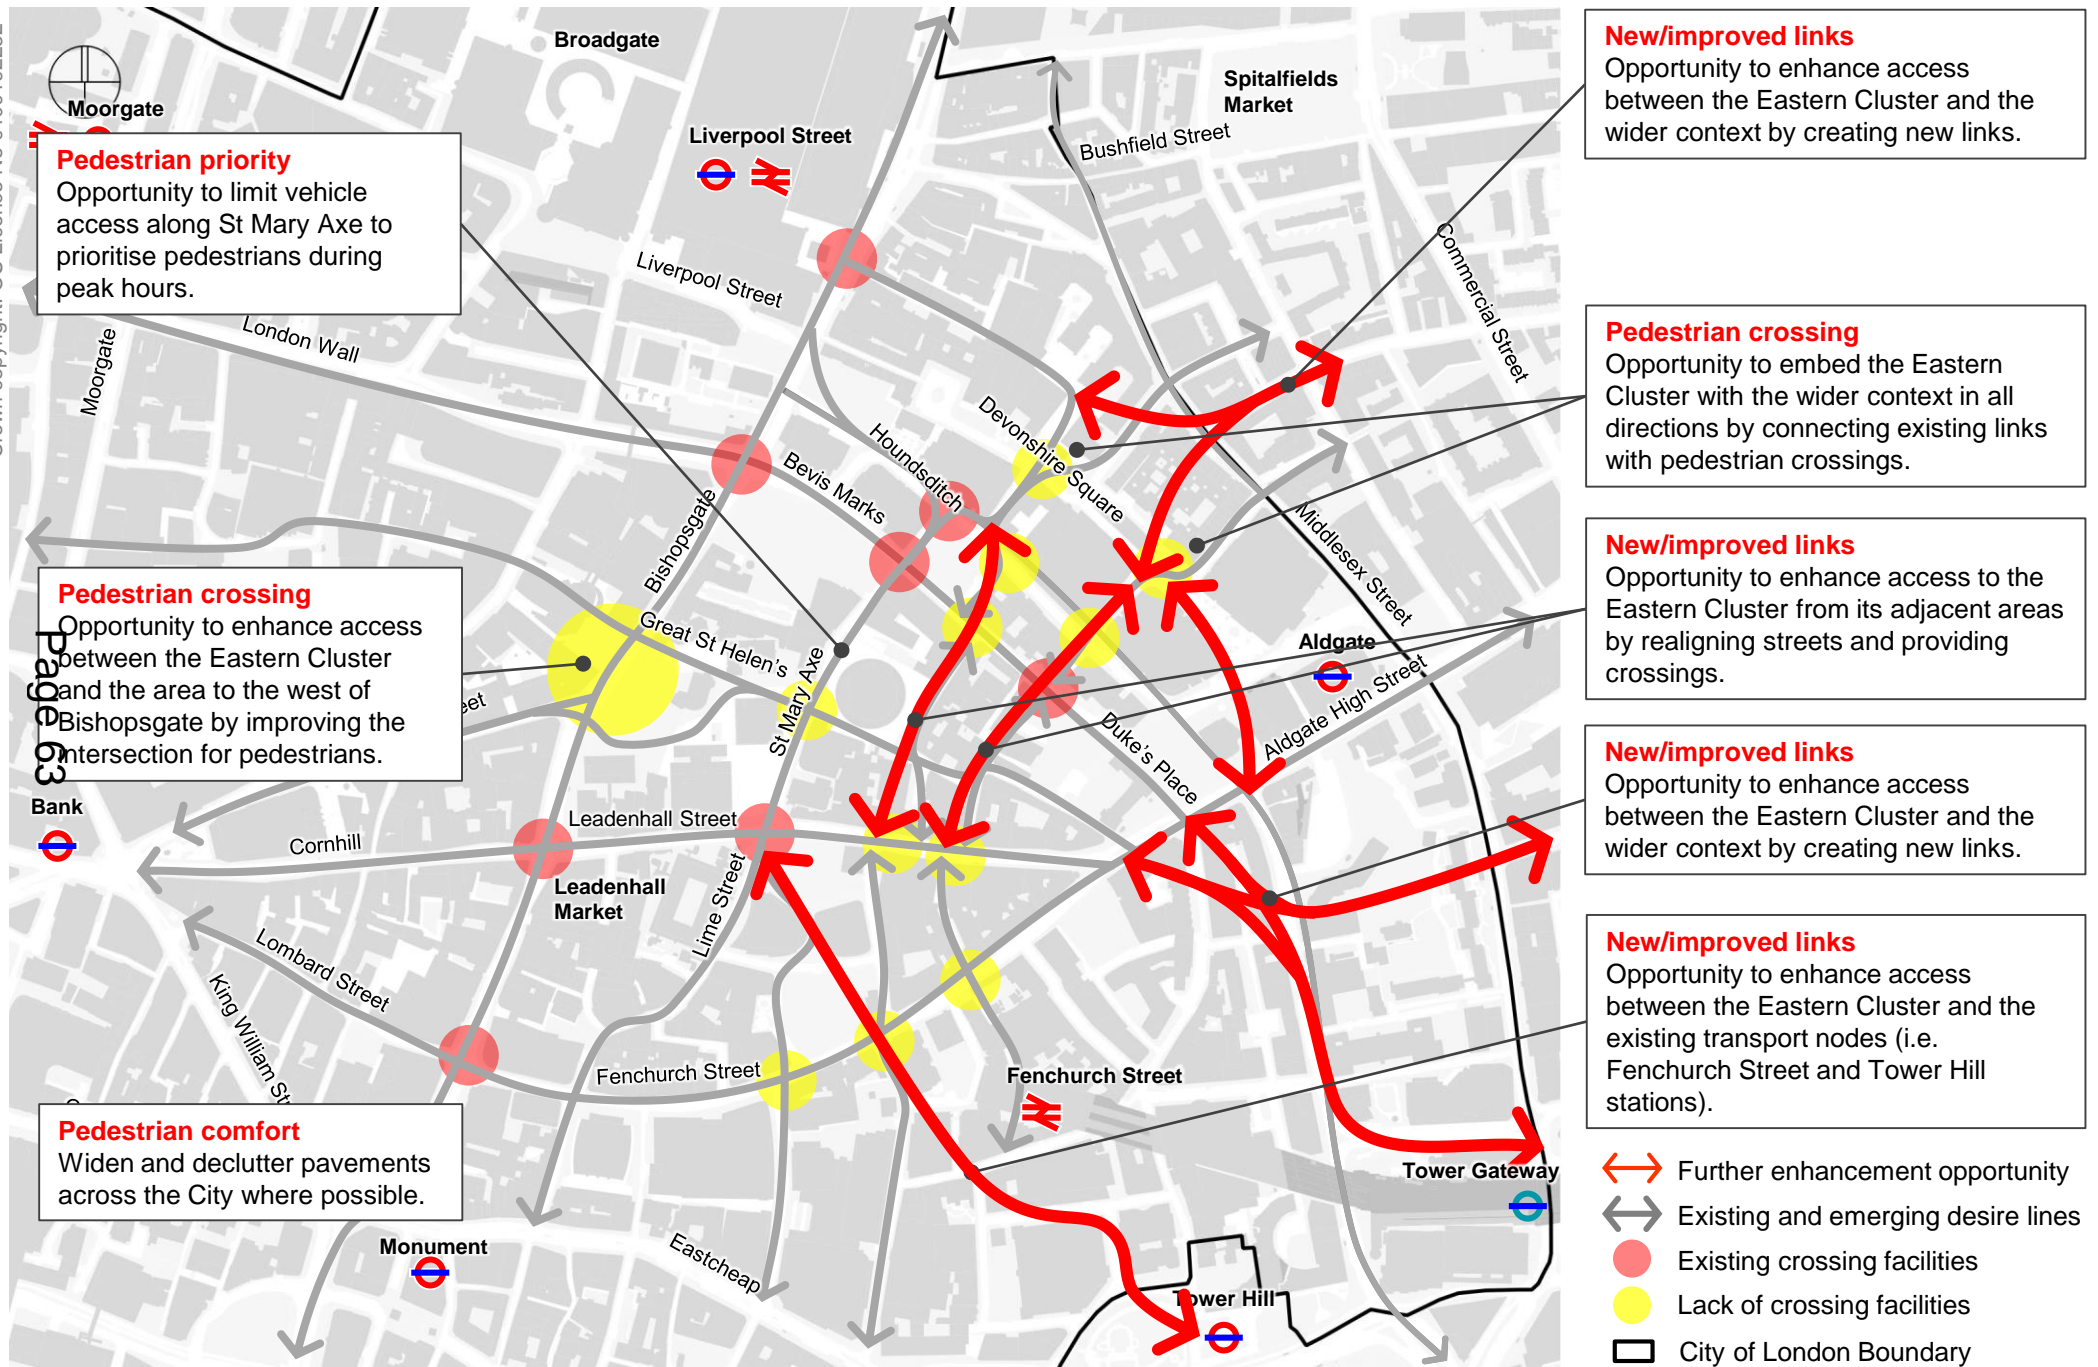 Broadgate
Spitalfields
Market
Moorgate
Liverpool Street
Bushfield Street
Pedestrian priority
Opportunity to limit vehicle
access along St Mary Axe to
prioritise pedestrians during
peak hours.
Liverpool Street
Commercial Street
London Wall
Moorgate
Devonshire Square
Houndsditch
Bevis Marks
Bishopsgate
Middlesex Street
Pedestrian crossing
Opportunity to enhance access
between the Eastern Cluster
and the area to the west of
Bishopsgate by improving the
intersection for pedestrians.
Page 63
Great St Helen's
St Mary Axe
Aldgate
Aldgate High Street
Duke's Place
Bank
Cornhill
Leadenhall Street
Leadenhall
Market
Lime Street
Lombard Street
King William
Fenchurch Street
Fenchurch Street
Pedestrian comfort
Widen and declutter pavements
across the City where possible.
Monument
Eastcheap
Tower Gateway
Tower Hill
New/improved links
Opportunity to enhance access
between the Eastern Cluster and the
wider context by creating new links.
Pedestrian crossing
Opportunity to embed the Eastern
Cluster with the wider context in all
directions by connecting existing links
with pedestrian crossings.
New/improved links
Opportunity to enhance access to the
Eastern Cluster from its adjacent areas
by realigning streets and providing
crossings.
New/improved links
Opportunity to enhance access
between the Eastern Cluster and the
wider context by creating new links.
New/improved links
Opportunity to enhance access
between the Eastern Cluster and the
existing transport nodes (i.e.
Fenchurch Street and Tower Hill
stations).
Further enhancement opportunity
Existing and emerging desire lines
Existing crossing facilities
Lack of crossing facilities
City of London Boundary